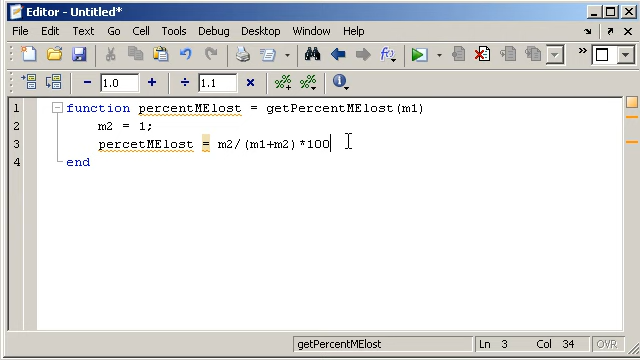 Editor - Untitled*
File Edit Text Go Cell Tools Debug Desktop Window Help
1.0 1.1
1 function percentMElost = getPercentMElost(m1)
2 m2 = 1;
3 percetMElost = m2/(m1+m2)*100
4 end
getPercentMElost Ln 3 Col 34 OVR